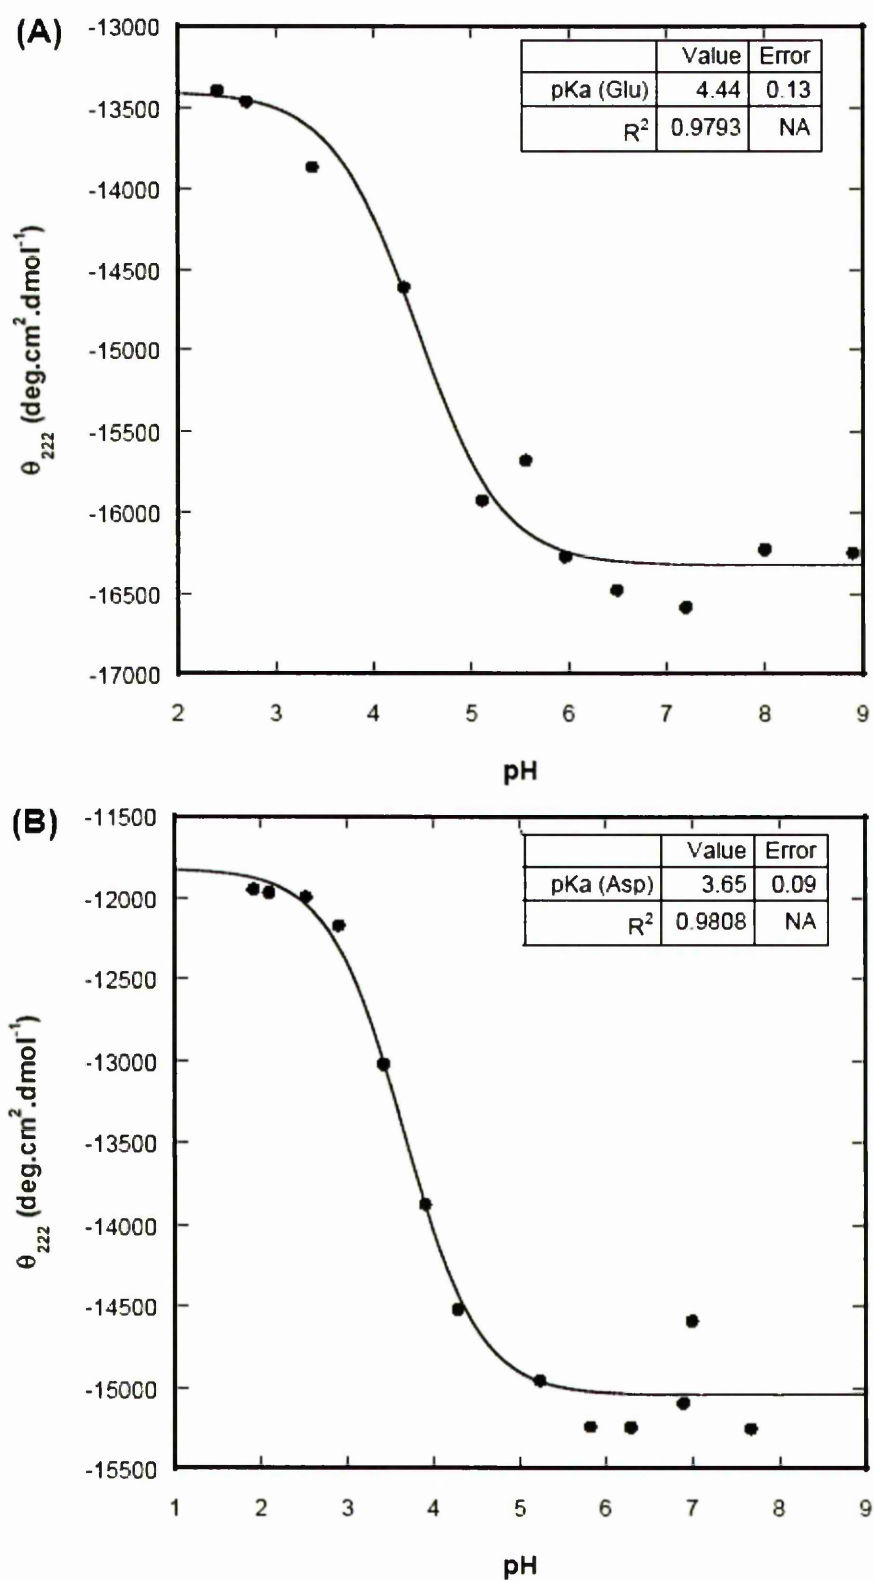 (A)
-13000
-13500
-14000
-14500
-15000
-15500
-16000
-16500
-17000
θ222 (deg.cm².dmol⁻¹)
Value Error
pKa (Glu) 4.44 0.13
R² 0.9793 NA
2 3 4 5 6 7 8 9
pH
(B)
-11500
-12000
-12500
-13000
-13500
-14000
-14500
-15000
-15500
θ222 (deg.cm².dmol⁻¹)
Value Error
pKa (Asp) 3.65 0.09
R² 0.9808 NA
1 2 3 4 5 6 7 8 9
pH